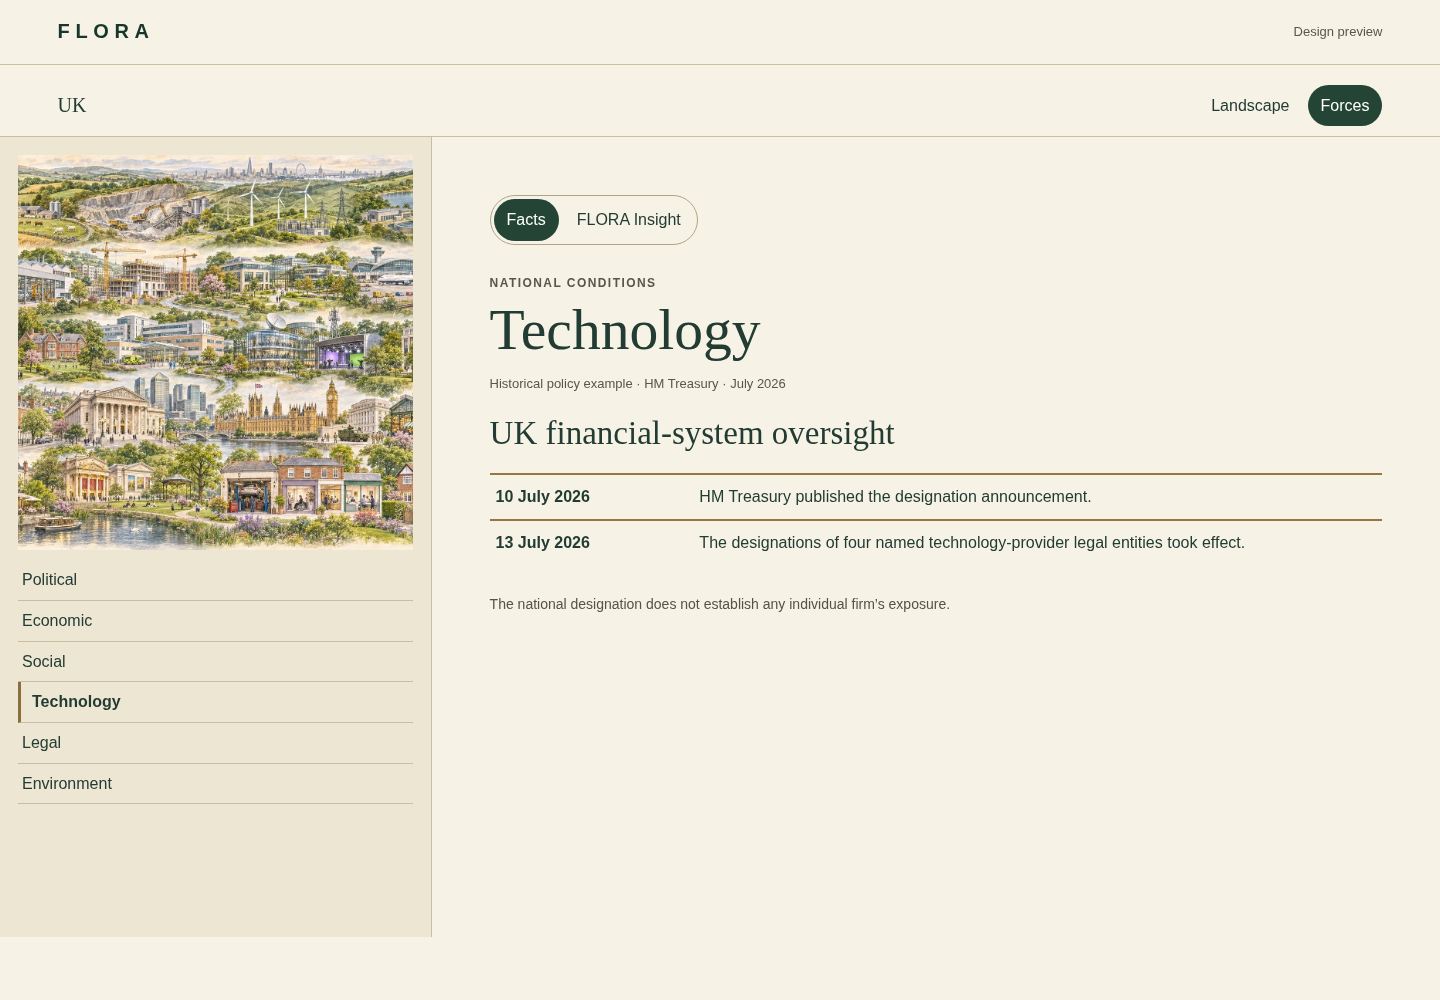 FLORA
Design preview
UK
Landscape
Forces
Political
Economic
Social
Technology
Legal
Environment
Facts
FLORA Insight
NATIONAL CONDITIONS
Technology
Historical policy example · HM Treasury · July 2026
UK financial-system oversight
10 July 2026 HM Treasury published the designation announcement.
13 July 2026 The designations of four named technology-provider legal entities took effect.
The national designation does not establish any individual firm's exposure.